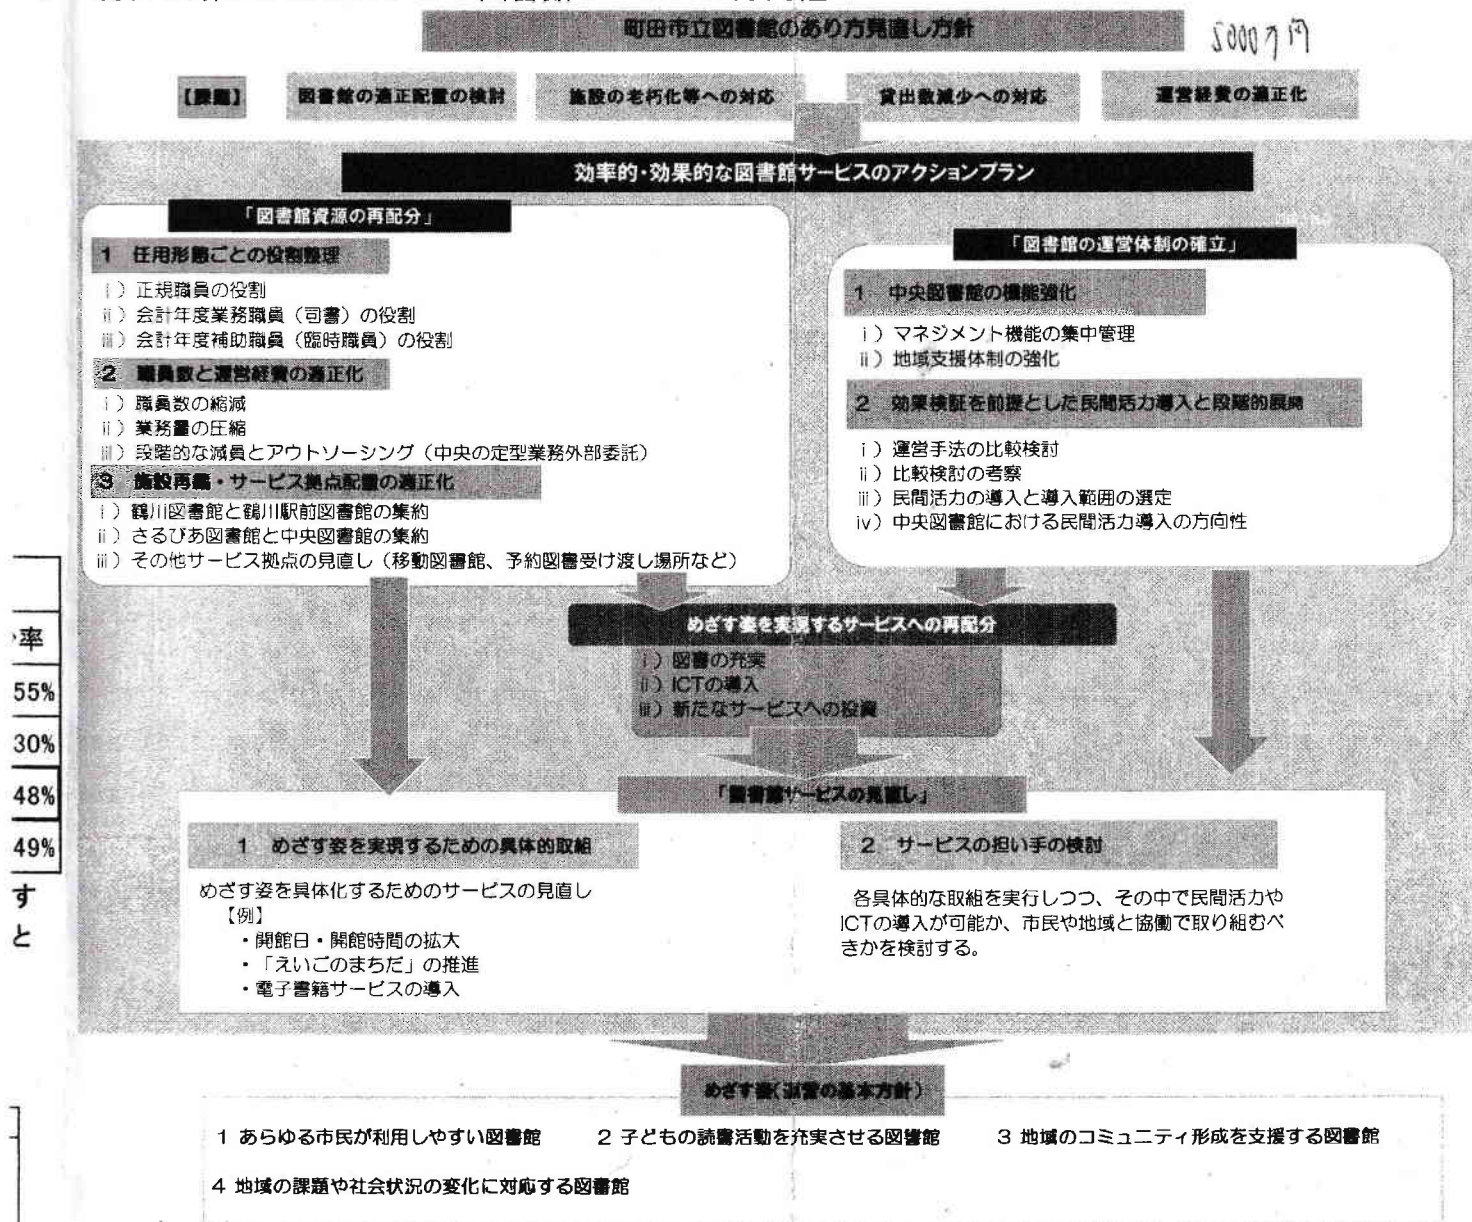 町田市立図書館のあり方見直し方針
5000万円
【課題】
図書館の適正配置の検討
施設の老朽化等への対応
貸出数減少への対応
運営経費の適正化
効率的・効果的な図書館サービスのアクションプラン
「図書館資源の再配分」
1 任用形態ごとの役割整理
ⅰ）正規職員の役割
ⅱ）会計年度業務職員（司書）の役割
ⅲ）会計年度補助職員（臨時職員）の役割
2 職員数と運営経費の適正化
ⅰ）職員数の縮減
ⅱ）業務量の圧縮
ⅲ）段階的な減員とアウトソーシング（中央の定型業務外部委託）
3 施設再編・サービス拠点配置の適正化
ⅰ）鶴川図書館と鶴川駅前図書館の集約
ⅱ）さるびあ図書館と中央図書館の集約
ⅲ）その他サービス拠点の見直し（移動図書館、予約図書受け渡し場所など）
「図書館の運営体制の確立」
1 中央図書館の機能強化
ⅰ）マネジメント機能の集中管理
ⅱ）地域支援体制の強化
2 効果検証を前提とした民間活力導入と段階的展開
ⅰ）運営手法の比較検討
ⅱ）比較検討の考察
ⅲ）民間活力の導入と導入範囲の選定
ⅳ）中央図書館における民間活力導入の方向性
めざす姿を実現するサービスへの再配分
ⅰ）図書の充実
ⅱ）ICTの導入
ⅲ）新たなサービスへの投資
「図書館サービスの見直し」
1 めざす姿を実現するための具体的取組
めざす姿を具体化するためのサービスの見直し
【例】
・開館日・開館時間の拡大
・「えいごのまちだ」の推進
・電子書籍サービスの導入
2 サービスの担い手の検討
各具体的な取組を実行しつつ、その中で民間活力や
ICTの導入が可能か、市民や地域と協働で取り組むべ
きかを検討する。
めざす姿（運営の基本方針）
1 あらゆる市民が利用しやすい図書館
2 子どもの読書活動を充実させる図書館
3 地域のコミュニティ形成を支援する図書館
4 地域の課題や社会状況の変化に対応する図書館
率
55%
30%
48%
49%
す
と